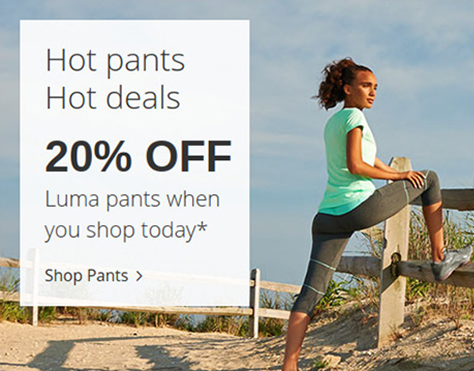 Hot pants
Hot deals
20% OFF
Luma pants when
you shop today*
Shop Pants >